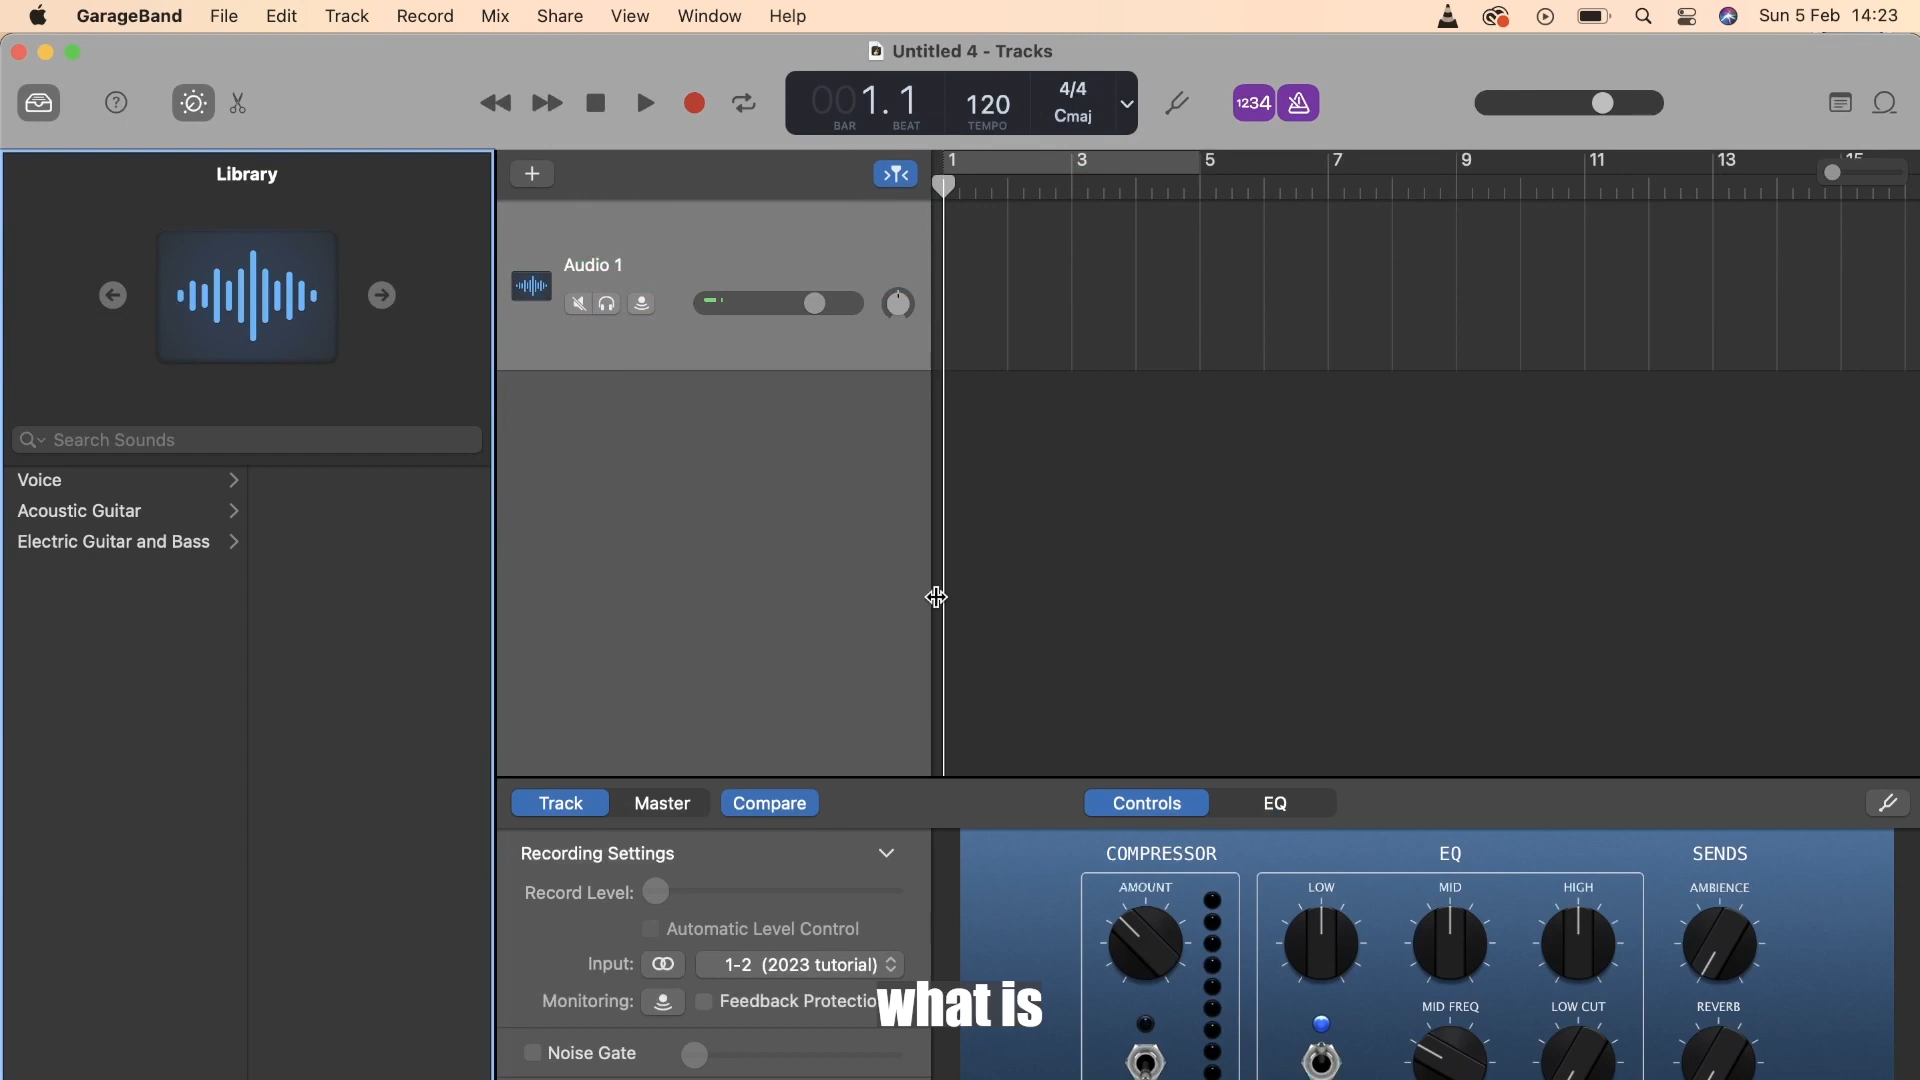 GarageBand File Edit Track Record Mix Share View Window Help Sun 5 Feb 14:23
Untitled 4 - Tracks
001.1 120 4/4
Cmaj
BAR BEAT TEMPO
1234
Library
1 3 5 7 9 11 13 15
Audio 1
Search Sounds
Voice
Acoustic Guitar
Electric Guitar and Bass
Track Master Compare Controls EQ
Recording Settings
Record Level:
Automatic Level Control
Input: 1-2 (2023 tutorial)
Monitoring: Feedback Protectio
Noise Gate
COMPRESSOR EQ SENDS
AMOUNT LOW MID HIGH AMBIENCE
MID FREQ LOW CUT REVERB
what is